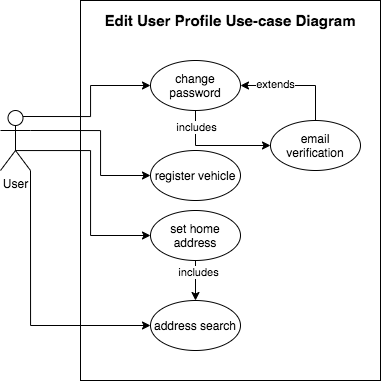 Edit User Profile Use-case Diagram
change
password
extends
includes
email
verification
User
register vehicle
set home
address
includes
address search